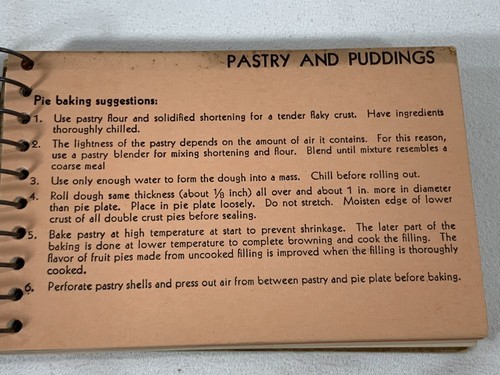 PASTRY AND PUDDINGS
Pie baking suggestions:
1. Use pastry flour and solidified shortening for a tender flaky crust. Have ingredients
thoroughly chilled.
2. The lightness of the pastry depends on the amount of air it contains. For this reason,
use a pastry blender for mixing shortening and flour. Blend until mixture resembles a
coarse meal
3. Use only enough water to form the dough into a mass. Chill before rolling out.
4. Roll dough same thickness (about ⅛ inch) all over and about 1 in. more in diameter
than pie plate. Place in pie plate loosely. Do not stretch. Moisten edge of lower
crust of all double crust pies before sealing.
5. Bake pastry at high temperature at start to prevent shrinkage. The later part of the
baking is done at lower temperature to complete browning and cook the filling. The
flavor of fruit pies made from uncooked filling is improved when the filling is thoroughly
cooked.
6. Perforate pastry shells and press out air from between pastry and pie plate before baking.